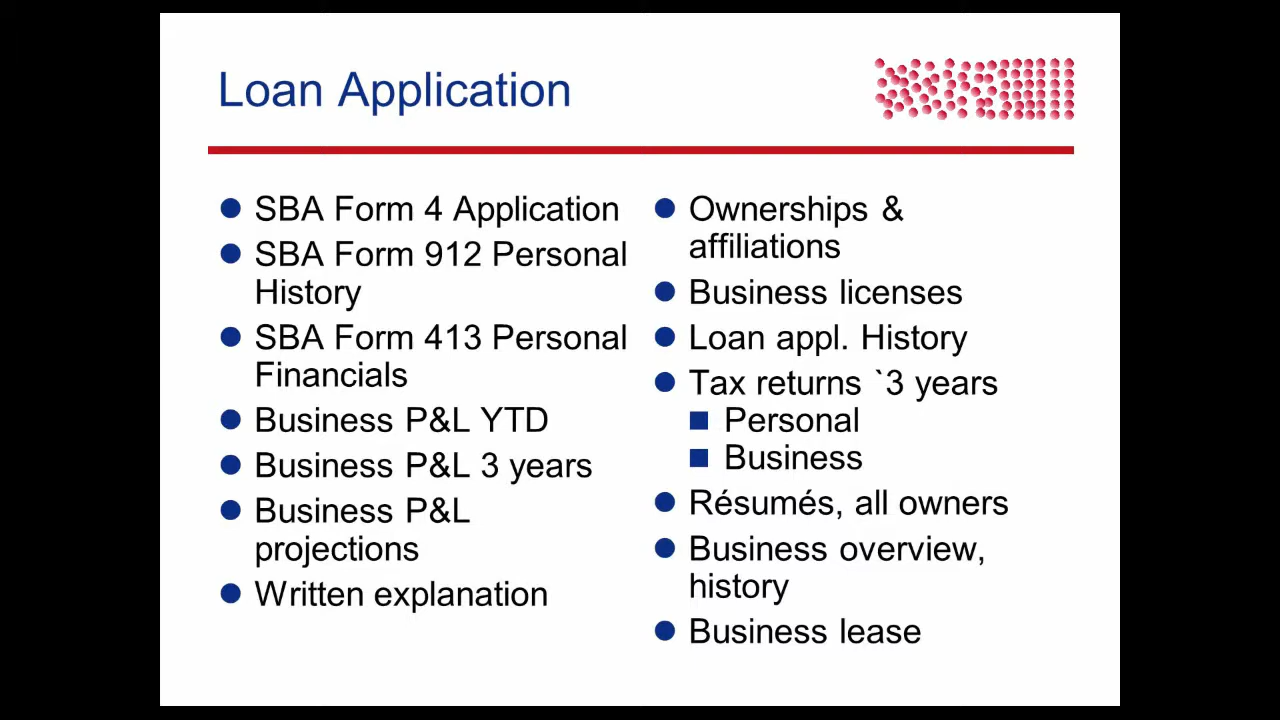 Loan Application
SBA Form 4 Application
SBA Form 912 Personal
History
SBA Form 413 Personal
Financials
Business P&L YTD
Business P&L 3 years
Business P&L
projections
Written explanation
Ownerships &
affiliations
Business licenses
Loan appl. History
Tax returns `3 years
Personal
Business
Résumés, all owners
Business overview,
history
Business lease